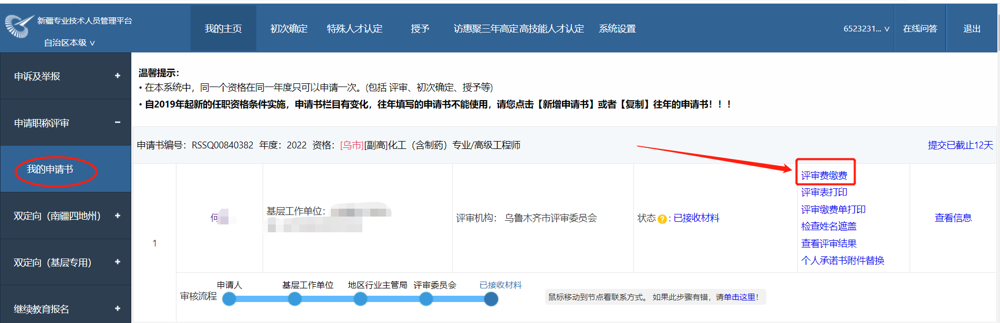 新疆专业技术人员管理平台
自治区本级 ∨
我的主页
初次确定
特殊人才认定
授予
访惠聚三年高定高技能人才认定
系统设置
6523231... ∨
在线问答
退出
申诉及举报 +
申请职称评审 −
我的申请书
双定向（南疆四地州） +
双定向（基层专用） +
继续教育报名 +
温馨提示：
• 在本系统中，同一个资格在同一年度只可以申请一次。(包括 评审、初次确定、授予等)
• 自2019年起新的任职资格条件实施，申请书栏目有变化，往年填写的申请书不能使用，请您点击【新增申请书】或者【复制】往年的申请书！！！
申请书编号：RSSQ00840382 年度：2022 资格：[乌市][副高]化工（含制药）专业/高级工程师
提交已截止12天
1
何
基层工作单位：
评审机构： 乌鲁木齐市评审委员会
状态?: 已接收材料
评审费缴费
评审表打印
评审缴费单打印
检查姓名遮盖
查看评审结果
个人承诺书附件替换
查看信息
审核流程
申请人
基层工作单位
地区行业主管局
评审委员会
已接收材料
鼠标移动到节点看联系方式。 如果此步骤有错，请单击这里！